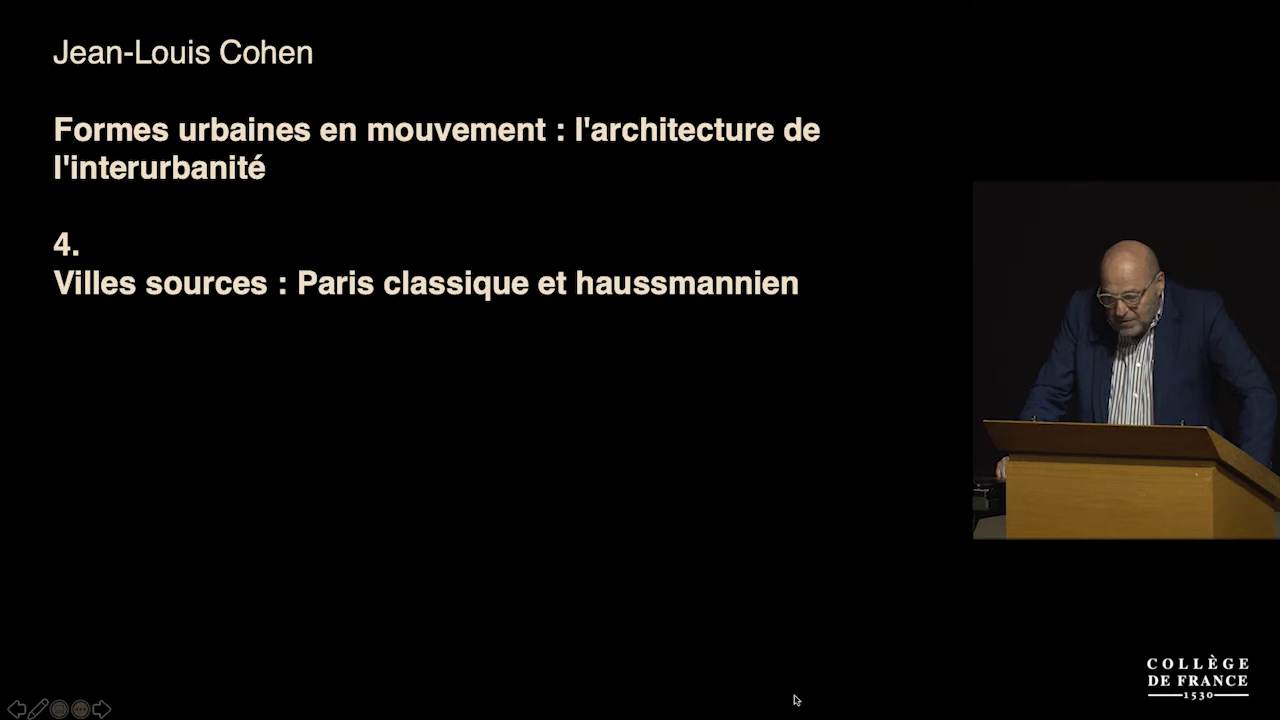 Jean-Louis Cohen
Formes urbaines en mouvement : l'architecture de
l'interurbanité
4.
Villes sources : Paris classique et haussmannien
COLLÈGE
DE FRANCE
1530